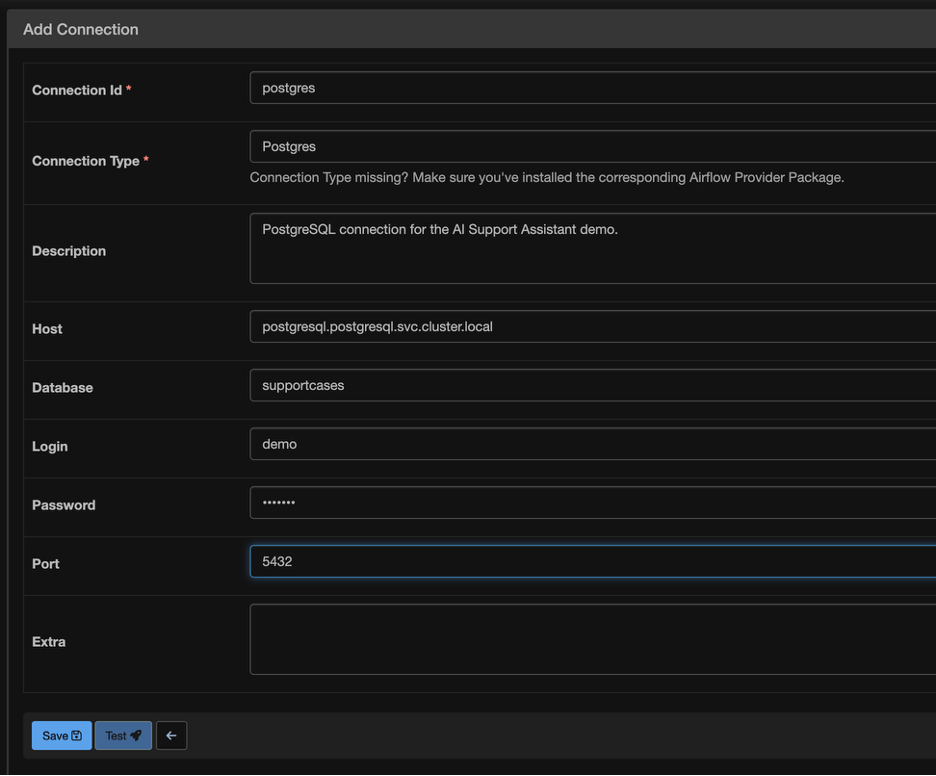 Add Connection
Connection Id *
postgres
Connection Type *
Postgres
Connection Type missing? Make sure you've installed the corresponding Airflow Provider Package.
Description
PostgreSQL connection for the AI Support Assistant demo.
Host
postgresql.postgresql.svc.cluster.local
Database
supportcases
Login
demo
Password
•••••••
Port
5432
Extra
Save
Test